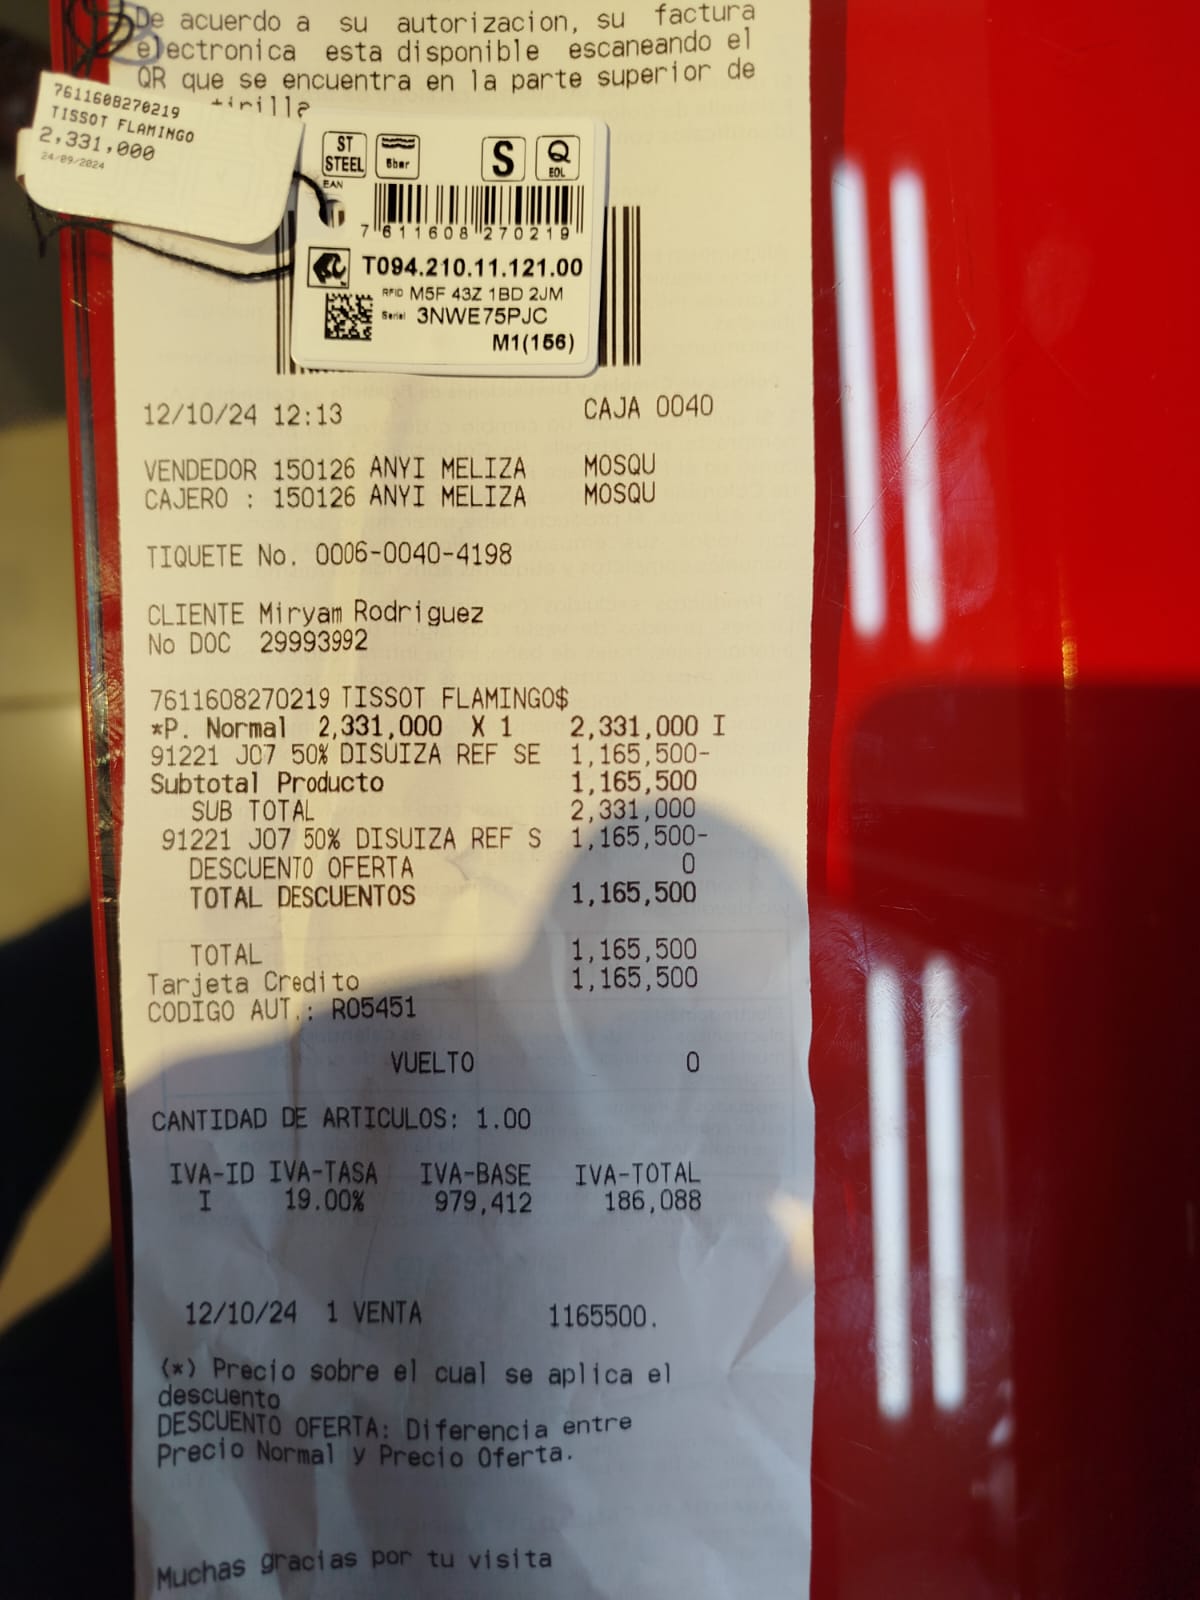 De acuerdo a su autorizacion, su factura
electronica esta disponible escaneando el
QR que se encuentra en la parte superior de
tirilla
7611608270219
TISSOT FLAMINGO
2,331,000
24/09/2024
ST
STEEL
5bar
S
Q
EOL
EAN
7 611608 270219
T094.210.11.121.00
RFID M5F 43Z 1BD 2JM
Serial 3NWE75PJC
M1(156)
12/10/24 12:13 CAJA 0040
VENDEDOR 150126 ANYI MELIZA MOSQU
CAJERO : 150126 ANYI MELIZA MOSQU
TIQUETE No. 0006-0040-4198
CLIENTE Miryam Rodriguez
No DOC 29993992
7611608270219 TISSOT FLAMINGO$
*P. Normal 2,331,000 X 1 2,331,000 I
91221 J07 50% DISUIZA REF SE 1,165,500-
Subtotal Producto 1,165,500
SUB TOTAL 2,331,000
91221 J07 50% DISUIZA REF S 1,165,500-
DESCUENTO OFERTA 0
TOTAL DESCUENTOS 1,165,500
TOTAL 1,165,500
Tarjeta Credito 1,165,500
CODIGO AUT.: R05451
VUELTO 0
CANTIDAD DE ARTICULOS: 1.00
IVA-ID IVA-TASA IVA-BASE IVA-TOTAL
I 19.00% 979,412 186,088
12/10/24 1 VENTA 1165500.
(*) Precio sobre el cual se aplica el
descuento
DESCUENTO OFERTA: Diferencia entre
Precio Normal y Precio Oferta.
Muchas gracias por tu visita